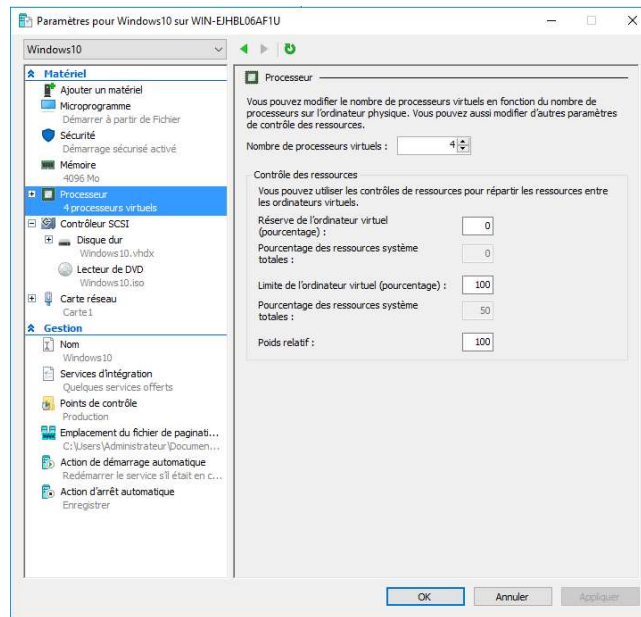 Paramètres pour Windows10 sur WIN-EJHBL06AF1U
Windows10
Matériel
Ajouter un matériel
Microprogramme
Démarrer à partir de Fichier
Sécurité
Démarrage sécurisé activé
Mémoire
4096 Mo
Processeur
4 processeurs virtuels
Contrôleur SCSI
Disque dur
Windows10.vhdx
Lecteur de DVD
Windows10.iso
Carte réseau
Carte1
Gestion
Nom
Windows10
Services d'intégration
Quelques services offerts
Points de contrôle
Production
Emplacement du fichier de paginati...
C:\Users\Administrateur\Documen...
Action de démarrage automatique
Redémarrer le service s'il était en c...
Action d'arrêt automatique
Enregistrer
Processeur
Vous pouvez modifier le nombre de processeurs virtuels en fonction du nombre de
processeurs sur l'ordinateur physique. Vous pouvez aussi modifier d'autres paramètres
de contrôle des ressources.
Nombre de processeurs virtuels : 4
Contrôle des ressources
Vous pouvez utiliser les contrôles de ressources pour répartir les ressources entre
les ordinateurs virtuels.
Réserve de l'ordinateur virtuel
(pourcentage) : 0
Pourcentage des ressources système
totales : 0
Limite de l'ordinateur virtuel (pourcentage) : 100
Pourcentage des ressources système
totales : 50
Poids relatif : 100
OK Annuler Appliquer